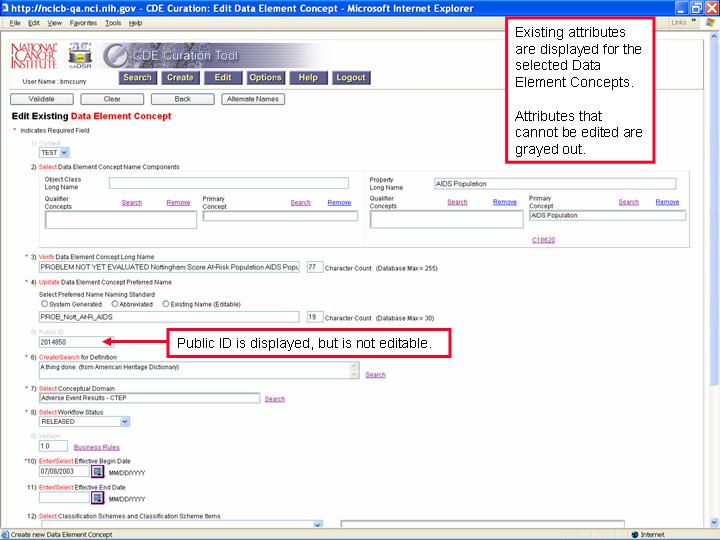 http://ncicb-qa.nci.nih.gov - CDE Curation: Edit Data Element Concept - Microsoft Internet Explorer
File Edit View Favorites Tools Help
Links »
NATIONAL
CANCER
INSTITUTE
caDSR
CDE Curation Tool
User Name : bmccurry
Search Create Edit Options Help Logout
Validate Clear Back Alternate Names
Existing attributes
are displayed for the
selected Data
Element Concepts.
Attributes that
cannot be edited are
grayed out.
Edit Existing Data Element Concept
* Indicates Required Field
1) Context
TEST
2) Select Data Element Concept Name Components
Object Class
Long Name
Property
Long Name
AIDS Population
Qualifier
Concepts
Search Remove
Primary
Concept
Search Remove
Qualifier
Concepts
Search Remove
Primary
Concept
Search Remove
AIDS Population
C18620
* 3) Verify Data Element Concept Long Name
PROBLEM NOT YET EVALUATED Nottingham Score At-Risk Population AIDS Popu
77 Character Count (Database Max = 255)
* 4) Update Data Element Concept Preferred Name
Select Preferred Name Naming Standard
System Generated Abbreviated Existing Name (Editable)
PROB_Nott_At-R_AIDS
19 Character Count (Database Max = 30)
5) Public ID
2014850
Public ID is displayed, but is not editable.
* 6) Create/Search for Definition
A thing done. (from American Heritage Dictionary)
Search
* 7) Select Conceptual Domain
Adverse Event Results - CTEP
Search
* 8) Select Workflow Status
RELEASED
9) Version
1.0 Business Rules
*10) Enter/Select Effective Begin Date
07/08/2003 MM/DD/YYYY
11) Enter/Select Effective End Date
MM/DD/YYYY
12) Select Classification Schemes and Classification Scheme Items
Create new Data Element Concept
Internet